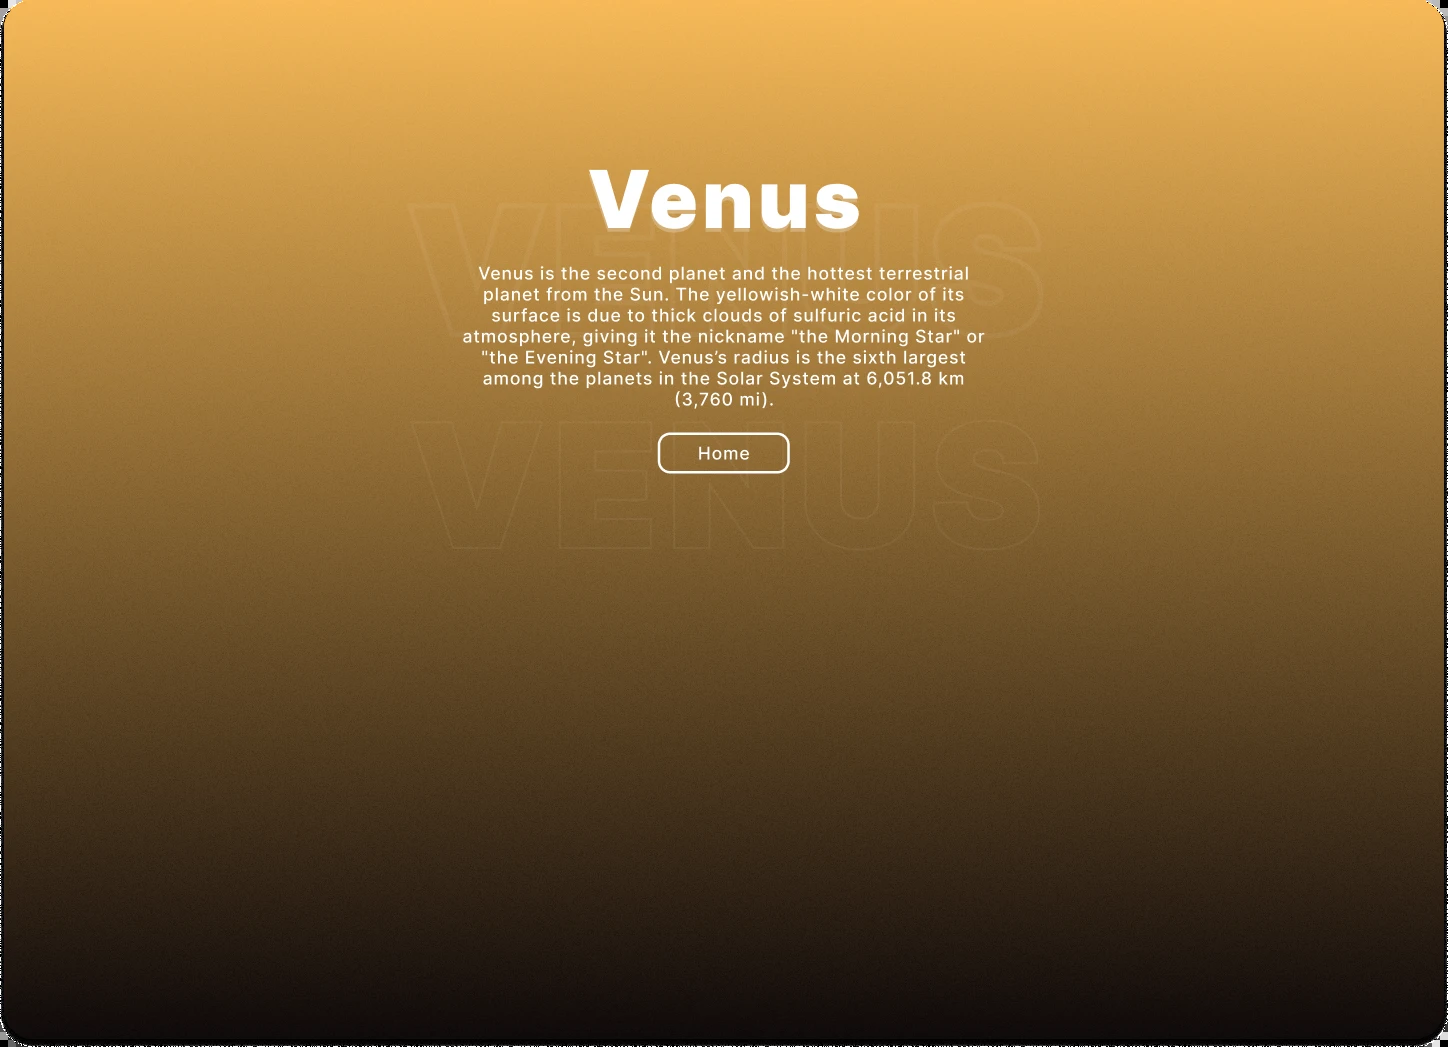 Venus
VENUS
Venus is the second planet and the hottest terrestrial
planet from the Sun. The yellowish-white color of its
surface is due to thick clouds of sulfuric acid in its
atmosphere, giving it the nickname "the Morning Star" or
"the Evening Star". Venus’s radius is the sixth largest
among the planets in the Solar System at 6,051.8 km
(3,760 mi).
Home
VENUS